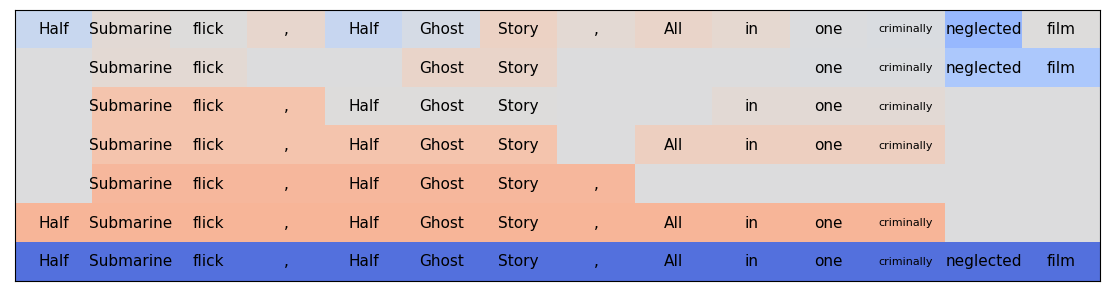 Half Submarine flick , Half Ghost Story , All in one criminally neglected film
Submarine flick Ghost Story one criminally neglected film
Submarine flick , Half Ghost Story in one criminally
Submarine flick , Half Ghost Story All in one criminally
Submarine flick , Half Ghost Story ,
Half Submarine flick , Half Ghost Story , All in one criminally
Half Submarine flick , Half Ghost Story , All in one criminally neglected film